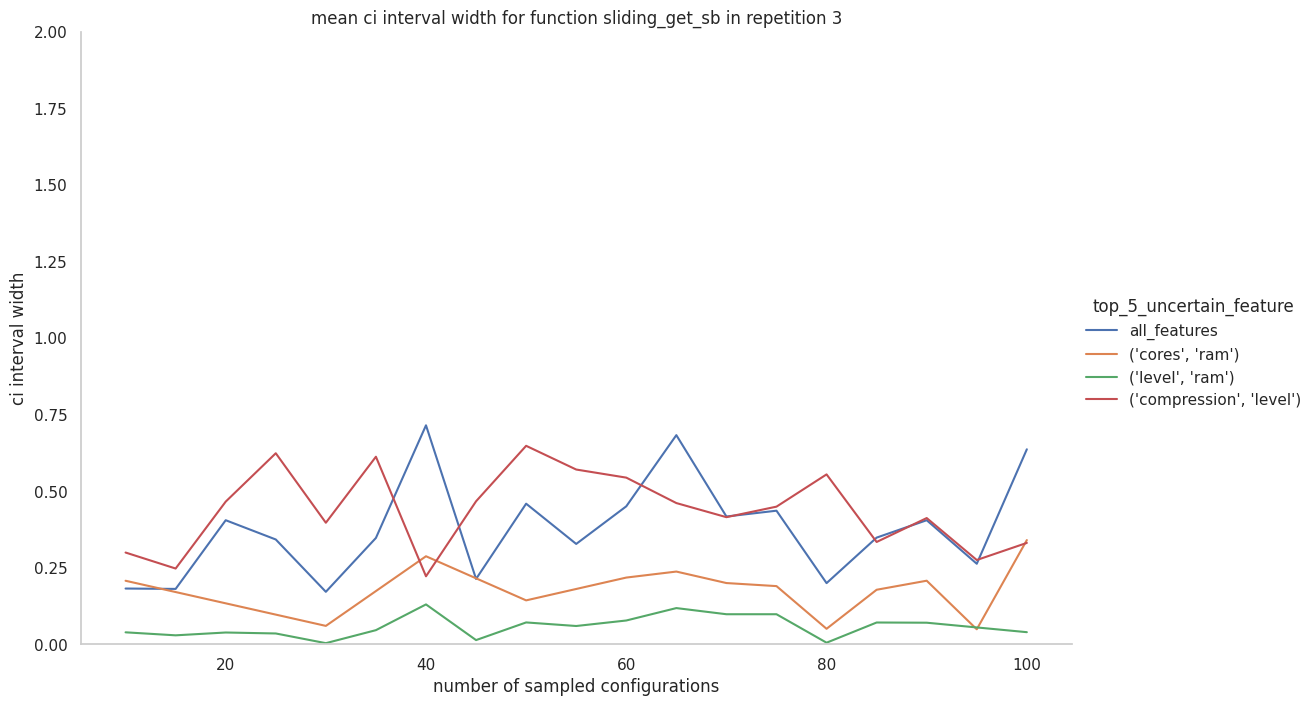 mean ci interval width for function sliding_get_sb in repetition 3
2.00
1.75
1.50
1.25
1.00
0.75
0.50
0.25
0.00
ci interval width
20
40
60
80
100
number of sampled configurations
top_5_uncertain_feature
all_features
('cores', 'ram')
('level', 'ram')
('compression', 'level')